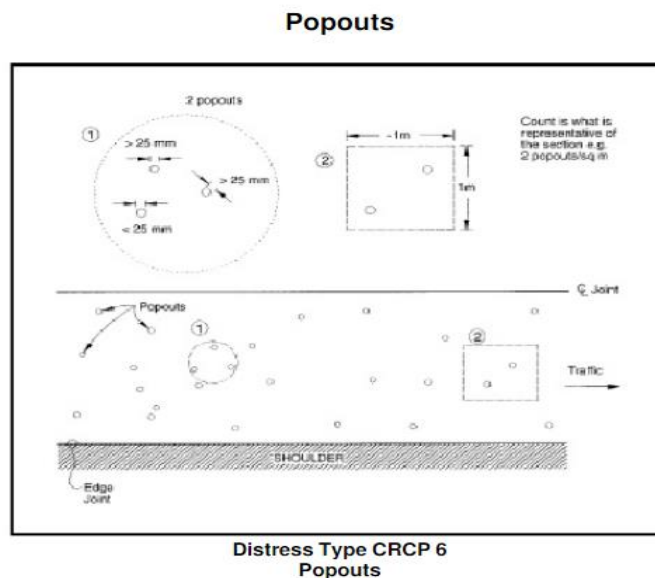 Popouts
2 popouts
1
> 25 mm
> 25 mm
< 25 mm
2
~1m
1m
Count is what is
representative of
the section e.g.
2 popouts/sq m
℄ Joint
Popouts
1
2
Traffic
SHOULDER
Edge
Joint
Distress Type CRCP 6
Popouts